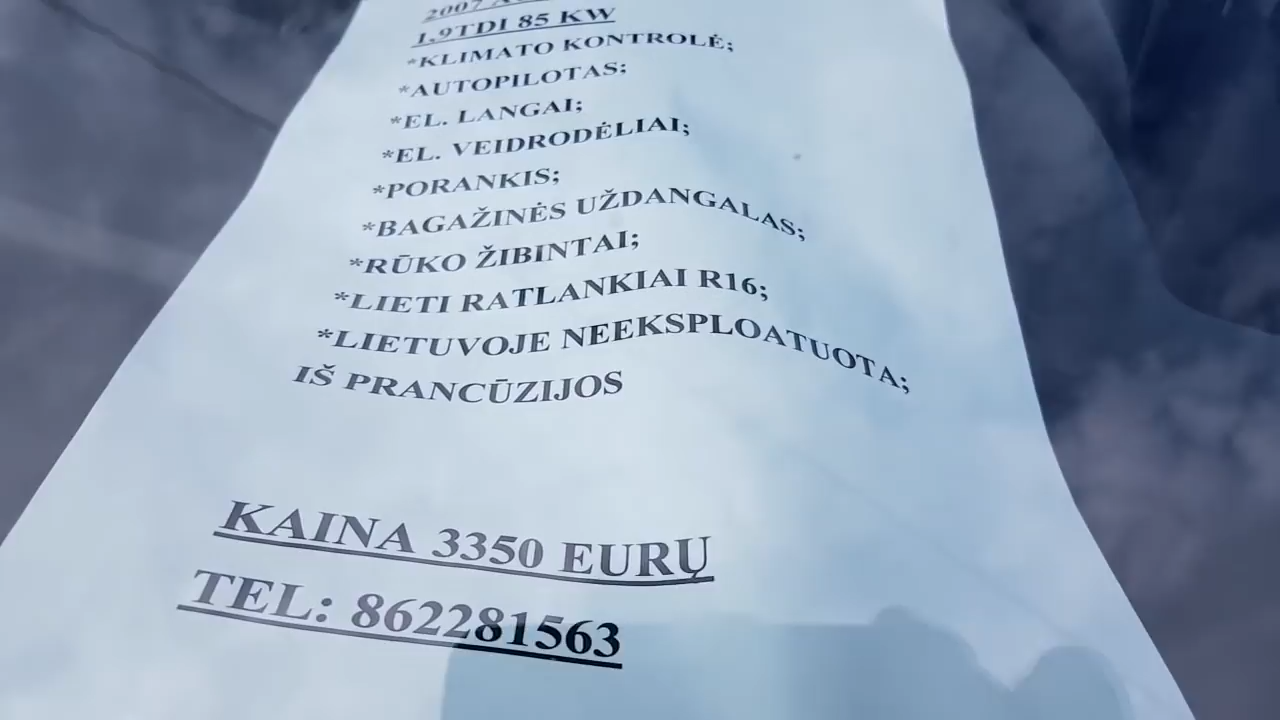 2007
1,9TDI 85 KW
*KLIMATO KONTROLĖ;
*AUTOPILOTAS;
*EL. LANGAI;
*EL. VEIDRODĖLIAI;
*PORANKIS;
*BAGAŽINĖS UŽDANGALAS;
*RŪKO ŽIBINTAI;
*LIETI RATLANKIAI R16;
*LIETUVOJE NEEKSPLOATUOTA;
IŠ PRANCŪZIJOS
KAINA 3350 EURŲ
TEL: 862281563